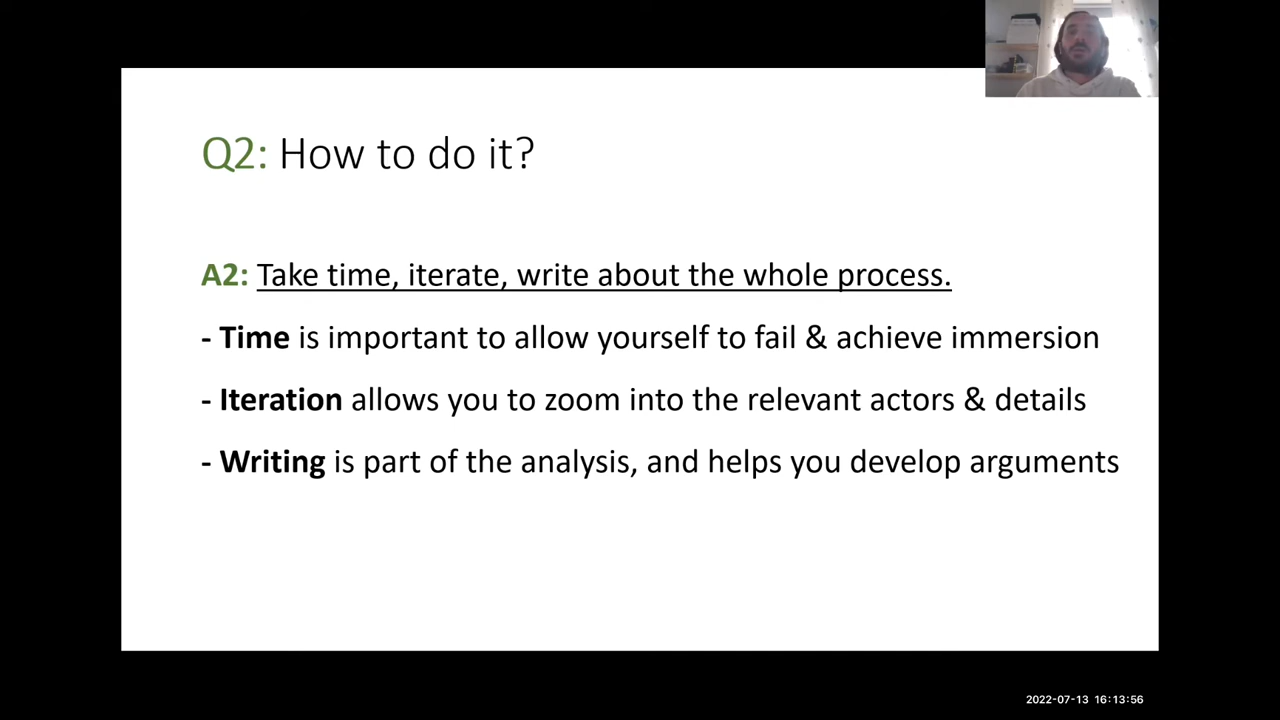 Q2: How to do it?
A2: Take time, iterate, write about the whole process.
- Time is important to allow yourself to fail & achieve immersion
- Iteration allows you to zoom into the relevant actors & details
- Writing is part of the analysis, and helps you develop arguments
2022-07-13 16:13:56